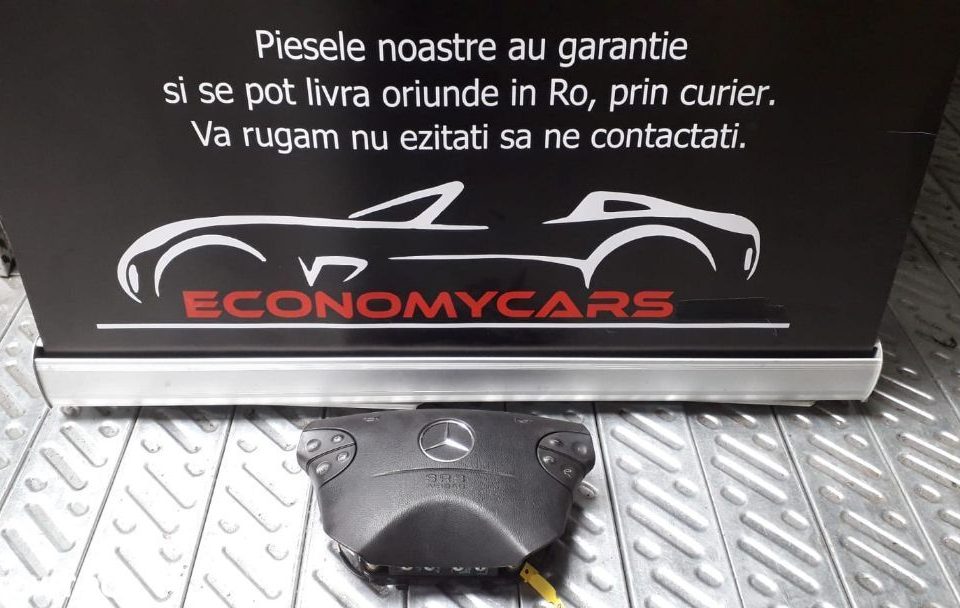 Piesele noastre au garantie
si se pot livra oriunde in Ro, prin curier.
Va rugam nu ezitati sa ne contactati.
ECONOMYCARS